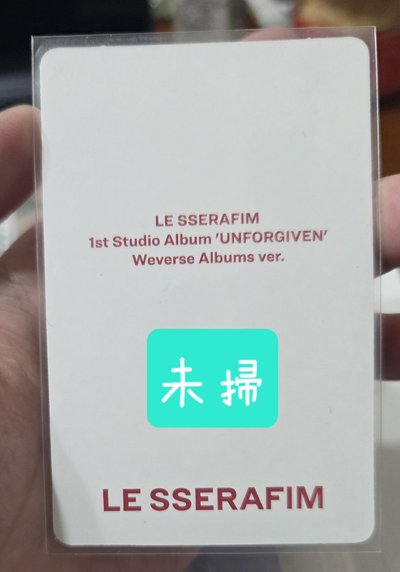 LE SSERAFIM
1st Studio Album 'UNFORGIVEN'
Weverse Albums ver.
未掃
LE SSERAFIM